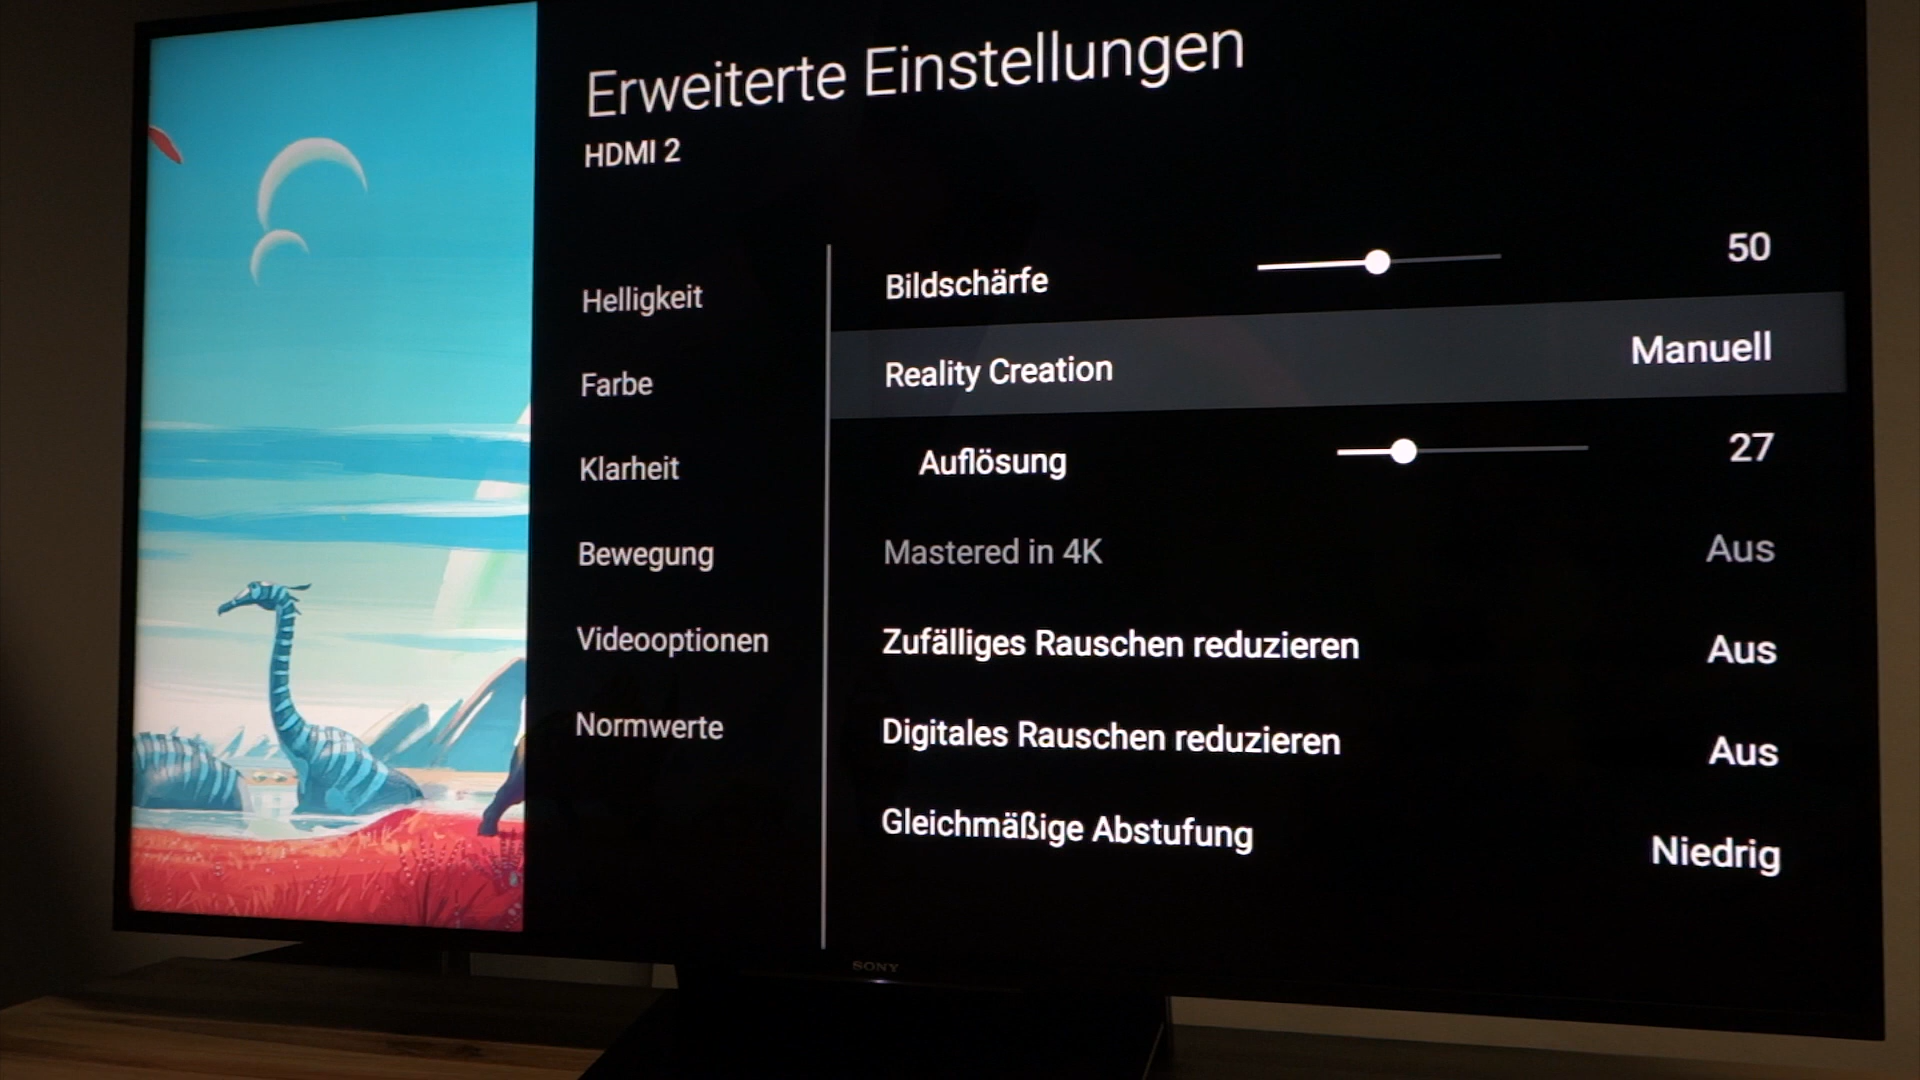 Erweiterte Einstellungen
HDMI 2
Helligkeit
Farbe
Klarheit
Bewegung
Videooptionen
Normwerte
Bildschärfe 50
Reality Creation Manuell
Auflösung 27
Mastered in 4K Aus
Zufälliges Rauschen reduzieren Aus
Digitales Rauschen reduzieren Aus
Gleichmäßige Abstufung Niedrig
SONY